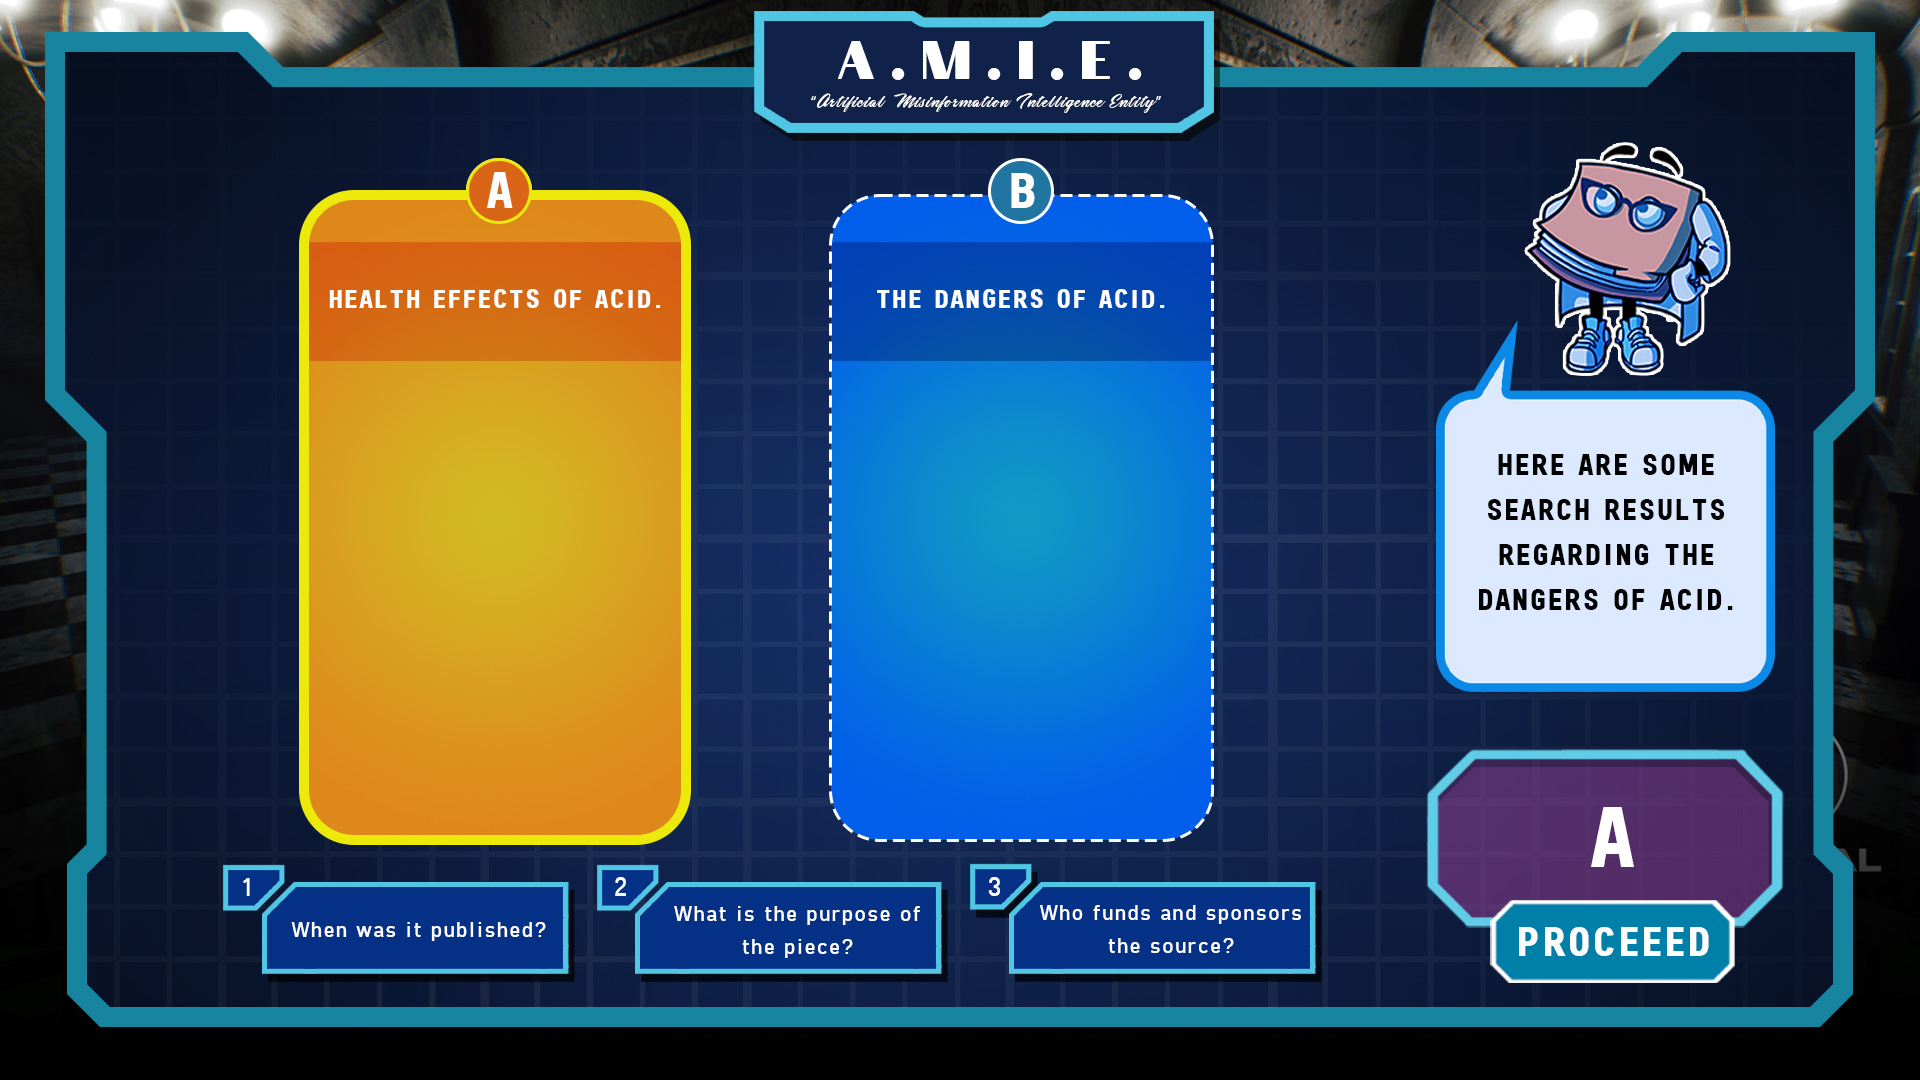 A.M.I.E.
"Artificial Misinformation Intelligence Entity"
A
HEALTH EFFECTS OF ACID.
B
THE DANGERS OF ACID.
HERE ARE SOME
SEARCH RESULTS
REGARDING THE
DANGERS OF ACID.
1
When was it published?
2
What is the purpose of
the piece?
3
Who funds and sponsors
the source?
A
PROCEEED